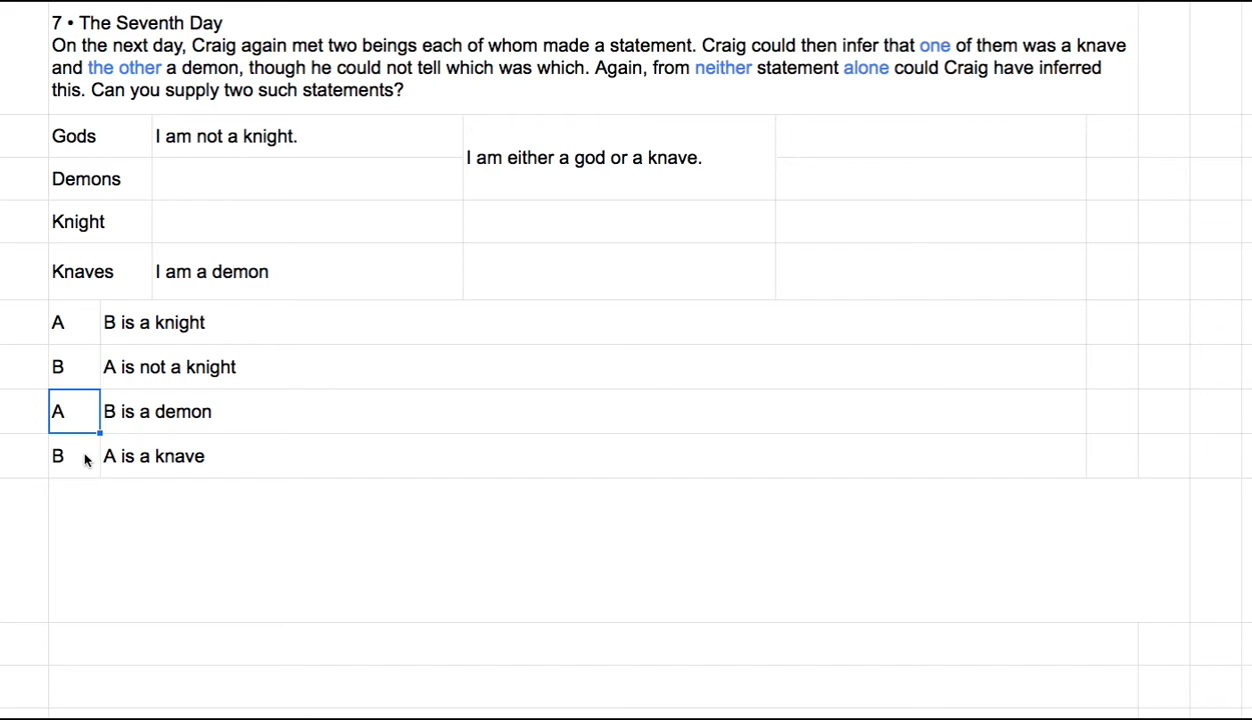 7 • The Seventh Day
On the next day, Craig again met two beings each of whom made a statement. Craig could then infer that one of them was a knave
and the other a demon, though he could not tell which was which. Again, from neither statement alone could Craig have inferred
this. Can you supply two such statements?
Gods
I am not a knight.
I am either a god or a knave.
Demons
Knight
Knaves
I am a demon
A
B is a knight
B
A is not a knight
A
B is a demon
B
A is a knave